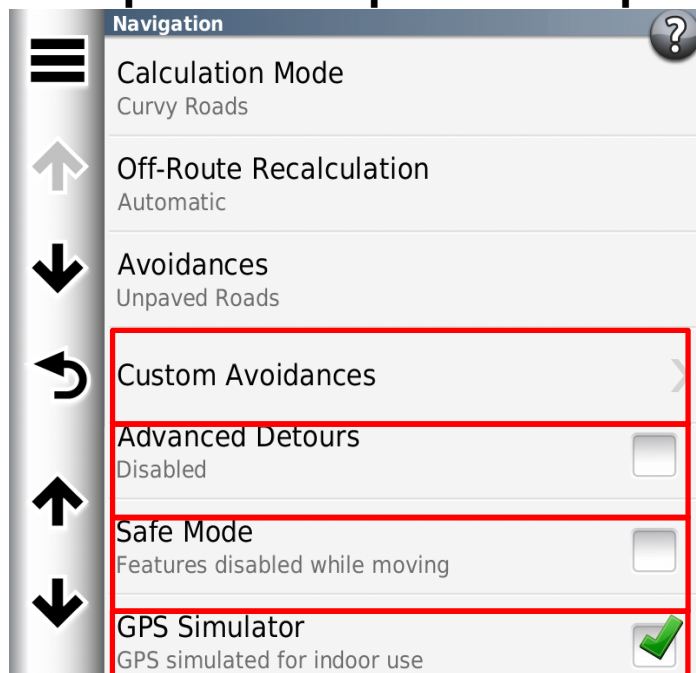 Navigation
?
Calculation Mode
Curvy Roads
Off-Route Recalculation
Automatic
Avoidances
Unpaved Roads
Custom Avoidances
Advanced Detours
Disabled
Safe Mode
Features disabled while moving
GPS Simulator
GPS simulated for indoor use